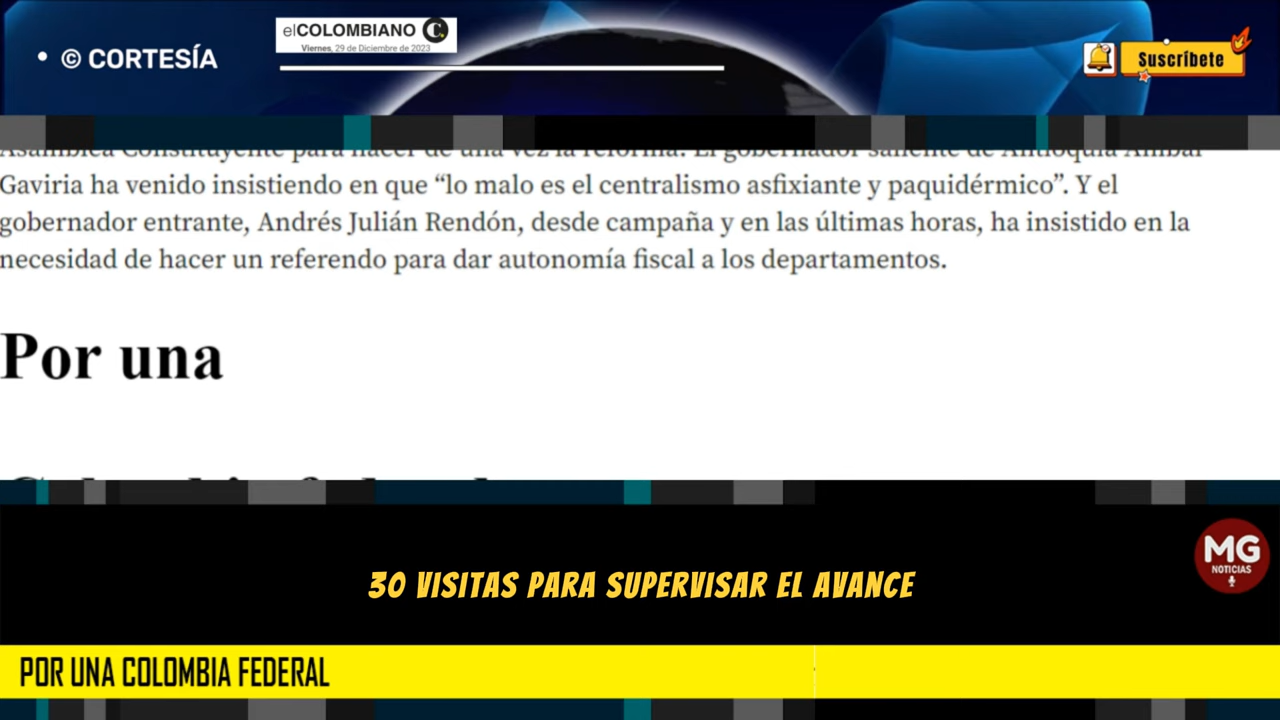 elCOLOMBIANO
Viernes, 29 de Diciembre de 2023
• © CORTESÍA
Suscríbete
Asamblea Constituyente para hacer de una vez la reforma. El gobernador saliente de Antioquia Aníbal
Gaviria ha venido insistiendo en que “lo malo es el centralismo asfixiante y paquidérmico”. Y el
gobernador entrante, Andrés Julián Rendón, desde campaña y en las últimas horas, ha insistido en la
necesidad de hacer un referendo para dar autonomía fiscal a los departamentos.
Por una
MG
NOTICIAS
30 VISITAS PARA SUPERVISAR EL AVANCE
POR UNA COLOMBIA FEDERAL